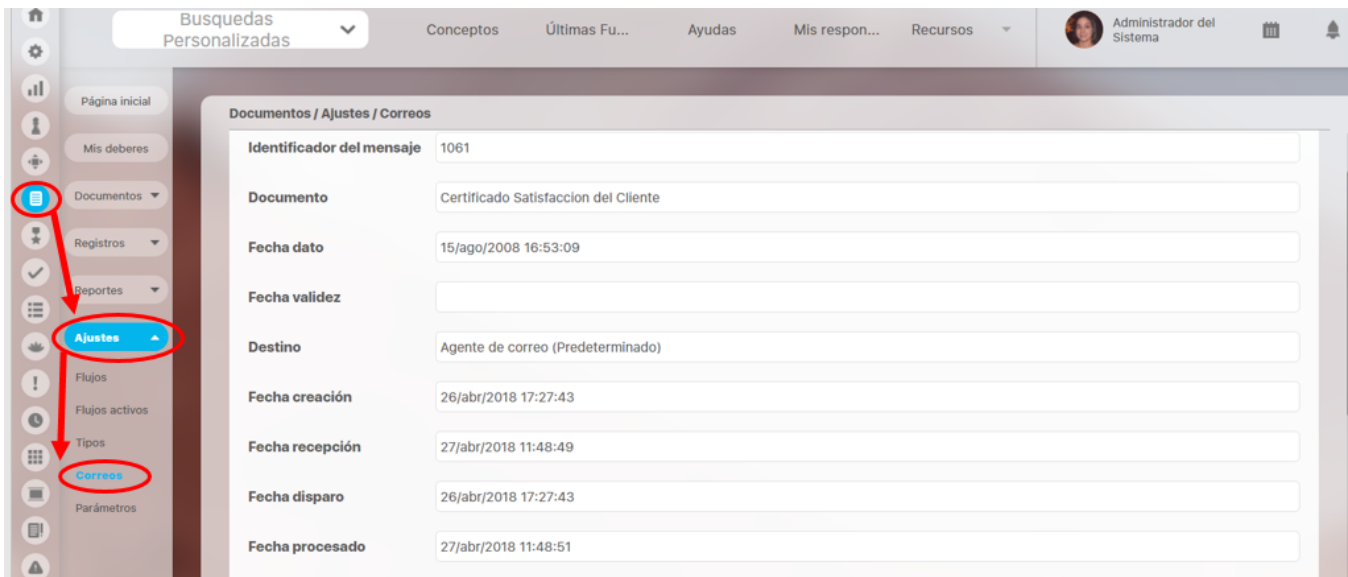 Busquedas
Personalizadas
Conceptos
Últimas Fu...
Ayudas
Mis respon...
Recursos
Administrador del
Sistema
Página inicial
Mis deberes
Documentos
Registros
Reportes
Ajustes
Flujos
Flujos activos
Tipos
Correos
Parámetros
Documentos / Ajustes / Correos
Identificador del mensaje 1061
Documento Certificado Satisfaccion del Cliente
Fecha dato 15/ago/2008 16:53:09
Fecha validez
Destino Agente de correo (Predeterminado)
Fecha creación 26/abr/2018 17:27:43
Fecha recepción 27/abr/2018 11:48:49
Fecha disparo 26/abr/2018 17:27:43
Fecha procesado 27/abr/2018 11:48:51